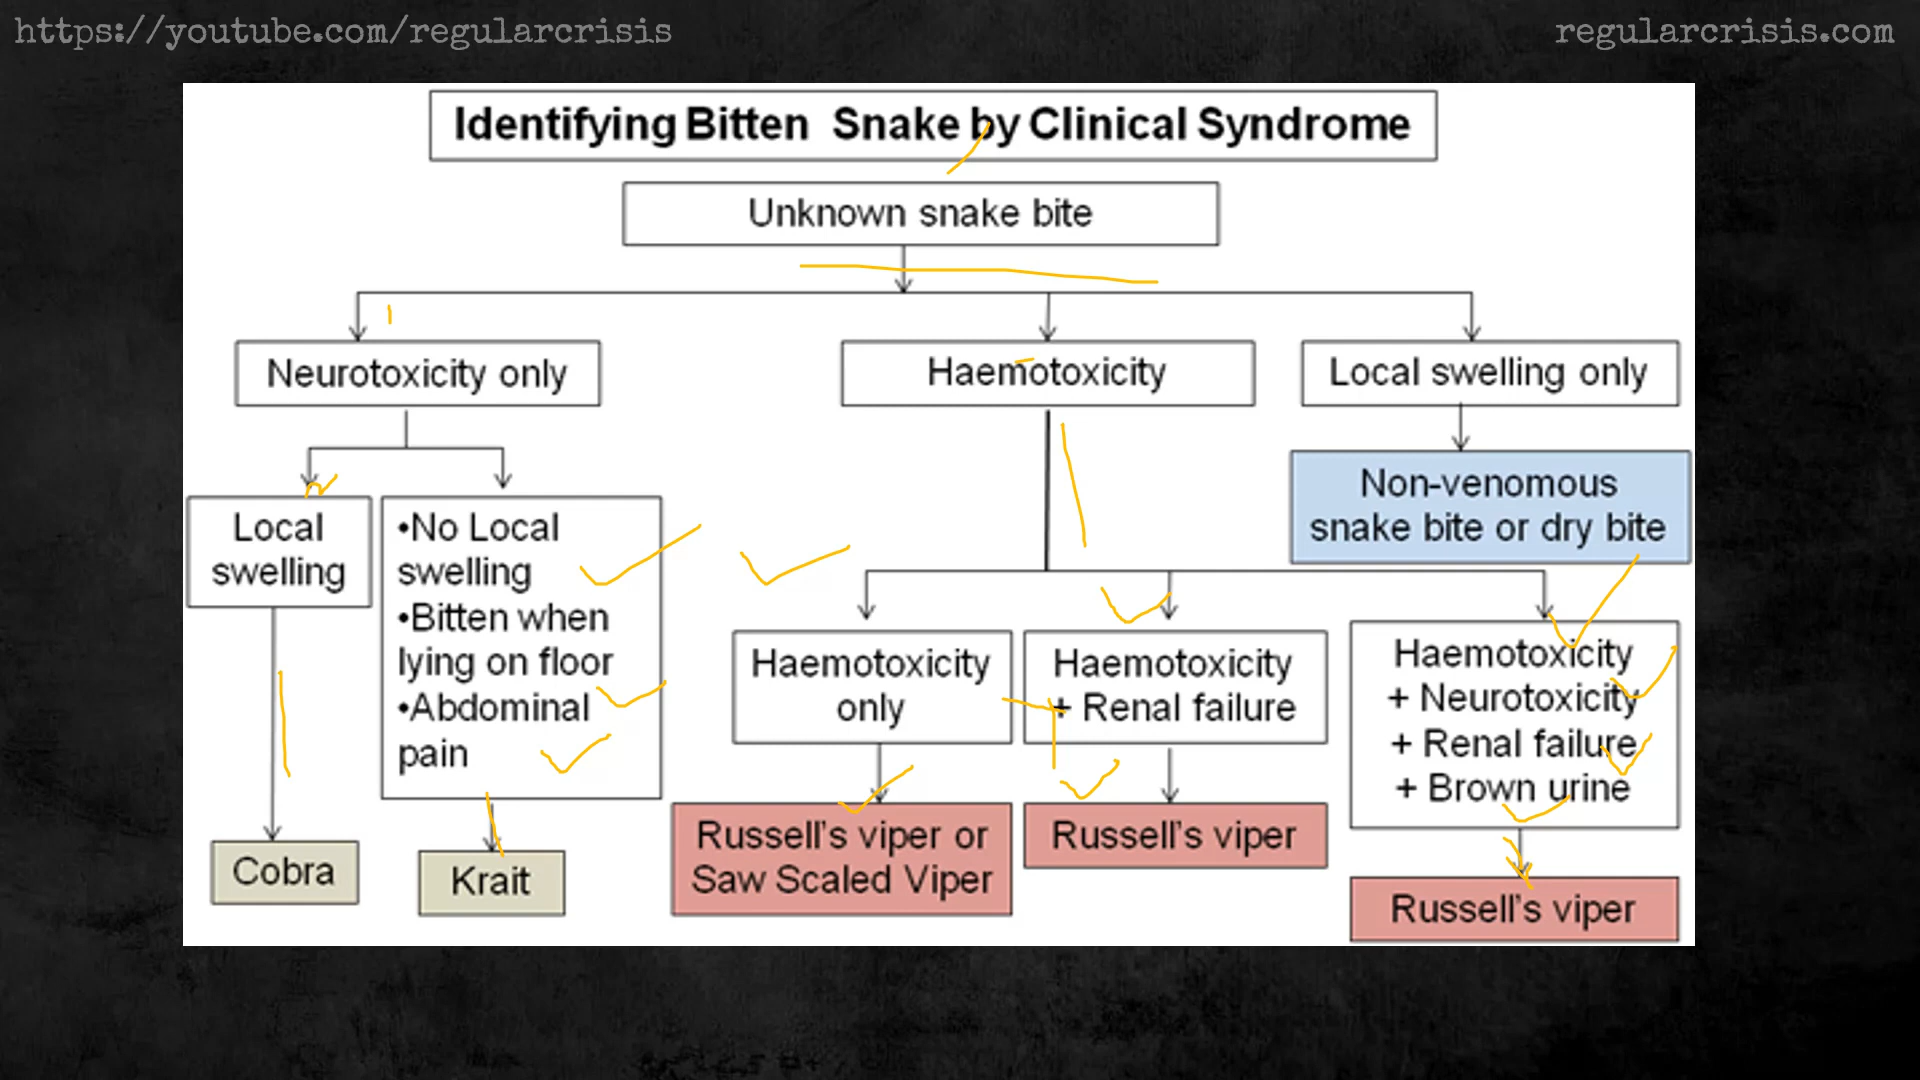 https://youtube.com/regularcrisis
regularcrisis.com
Identifying Bitten Snake by Clinical Syndrome
Unknown snake bite
Neurotoxicity only
Haemotoxicity
Local swelling only
Non-venomous
snake bite or dry bite
Local
swelling
•No Local
swelling
•Bitten when
lying on floor
•Abdominal
pain
Haemotoxicity
only
Haemotoxicity
+ Renal failure
Haemotoxicity
+ Neurotoxicity
+ Renal failure
+ Brown urine
Cobra
Krait
Russell's viper or
Saw Scaled Viper
Russell's viper
Russell's viper